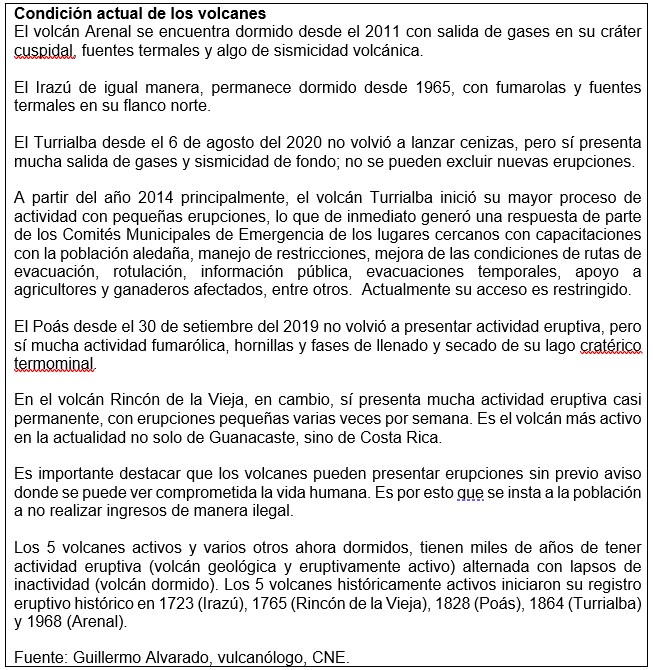 Condición actual de los volcanes
El volcán Arenal se encuentra dormido desde el 2011 con salida de gases en su cráter
cuspidal, fuentes termales y algo de sismicidad volcánica.
El Irazú de igual manera, permanece dormido desde 1965, con fumarolas y fuentes
termales en su flanco norte.
El Turrialba desde el 6 de agosto del 2020 no volvió a lanzar cenizas, pero sí presenta
mucha salida de gases y sismicidad de fondo; no se pueden excluir nuevas erupciones.
A partir del año 2014 principalmente, el volcán Turrialba inició su mayor proceso de
actividad con pequeñas erupciones, lo que de inmediato generó una respuesta de parte
de los Comités Municipales de Emergencia de los lugares cercanos con capacitaciones
con la población aledaña, manejo de restricciones, mejora de las condiciones de rutas de
evacuación, rotulación, información pública, evacuaciones temporales, apoyo a
agricultores y ganaderos afectados, entre otros. Actualmente su acceso es restringido.
El Poás desde el 30 de setiembre del 2019 no volvió a presentar actividad eruptiva, pero
sí mucha actividad fumarólica, hornillas y fases de llenado y secado de su lago cratérico
termominal.
En el volcán Rincón de la Vieja, en cambio, sí presenta mucha actividad eruptiva casi
permanente, con erupciones pequeñas varias veces por semana. Es el volcán más activo
en la actualidad no solo de Guanacaste, sino de Costa Rica.
Es importante destacar que los volcanes pueden presentar erupciones sin previo aviso
donde se puede ver comprometida la vida humana. Es por esto que se insta a la población
a no realizar ingresos de manera ilegal.
Los 5 volcanes activos y varios otros ahora dormidos, tienen miles de años de tener
actividad eruptiva (volcán geológica y eruptivamente activo) alternada con lapsos de
inactividad (volcán dormido). Los 5 volcanes históricamente activos iniciaron su registro
eruptivo histórico en 1723 (Irazú), 1765 (Rincón de la Vieja), 1828 (Poás), 1864 (Turrialba)
y 1968 (Arenal).
Fuente: Guillermo Alvarado, vulcanólogo, CNE.